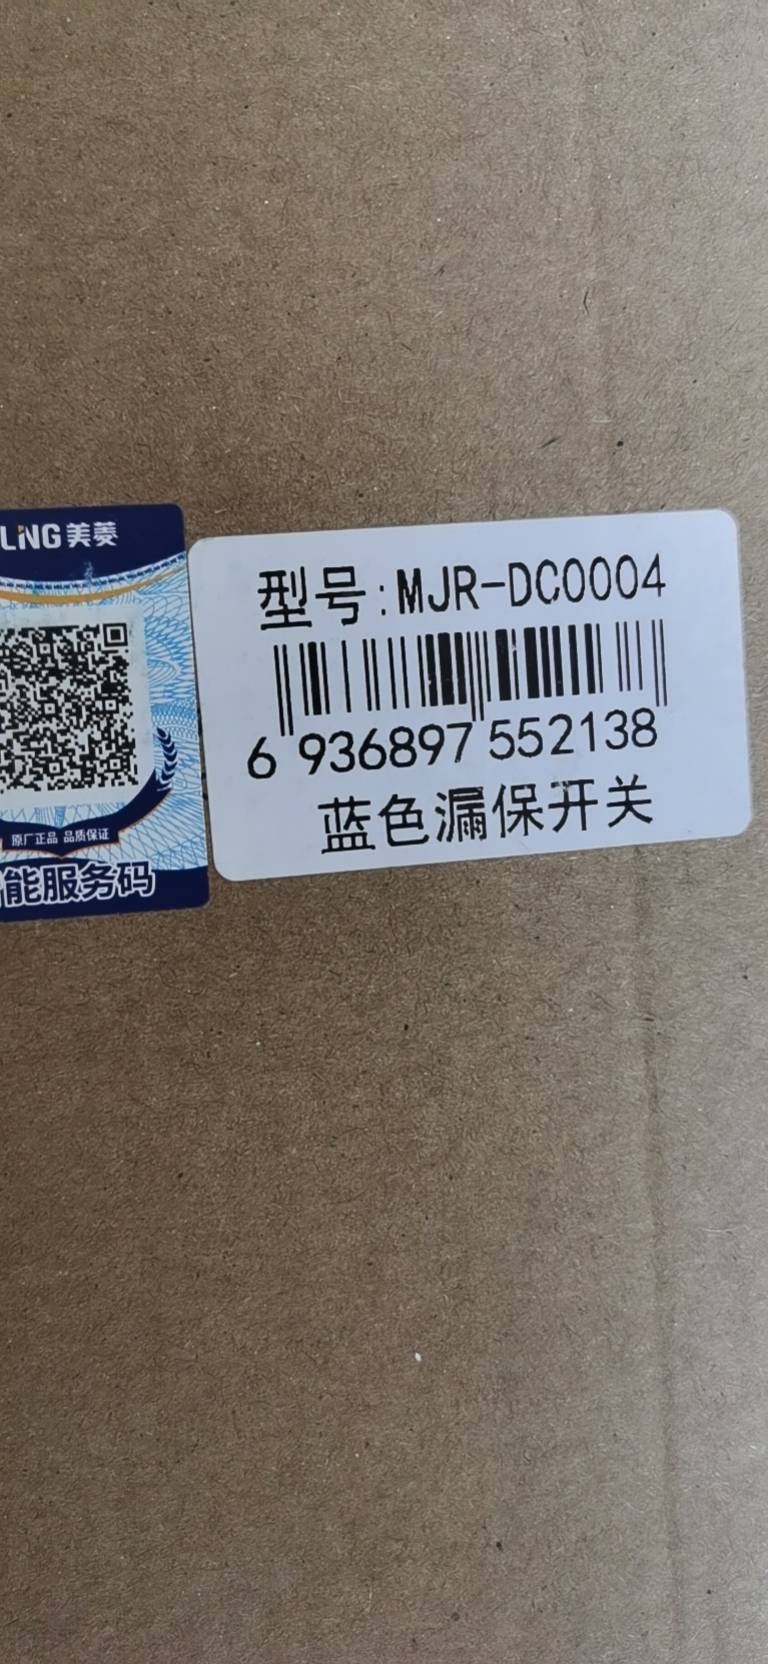 LING美菱
原厂正品 品质保证
能服务码
型号:MJR-DC0004
6 936897 552138
蓝色漏保开关